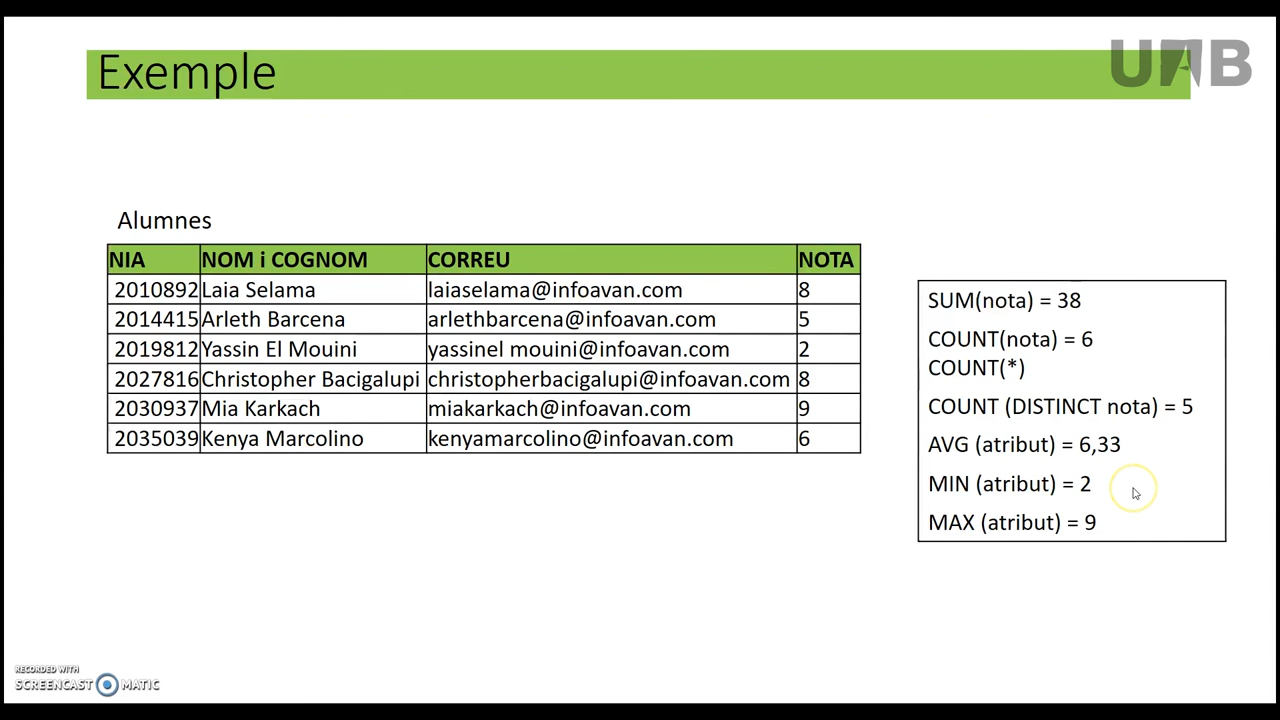 Exemple
UAB
Alumnes
NIA NOM i COGNOM CORREU NOTA
2010892 Laia Selama laiaselama@infoavan.com 8
2014415 Arleth Barcena arlethbarcena@infoavan.com 5
2019812 Yassin El Mouini yassinel mouini@infoavan.com 2
2027816 Christopher Bacigalupi christopherbacigalupi@infoavan.com 8
2030937 Mia Karkach miakarkach@infoavan.com 9
2035039 Kenya Marcolino kenyamarcolino@infoavan.com 6
SUM(nota) = 38
COUNT(nota) = 6
COUNT(*)
COUNT (DISTINCT nota) = 5
AVG (atribut) = 6,33
MIN (atribut) = 2
MAX (atribut) = 9
RECORDED WITH
SCREENCAST MATIC